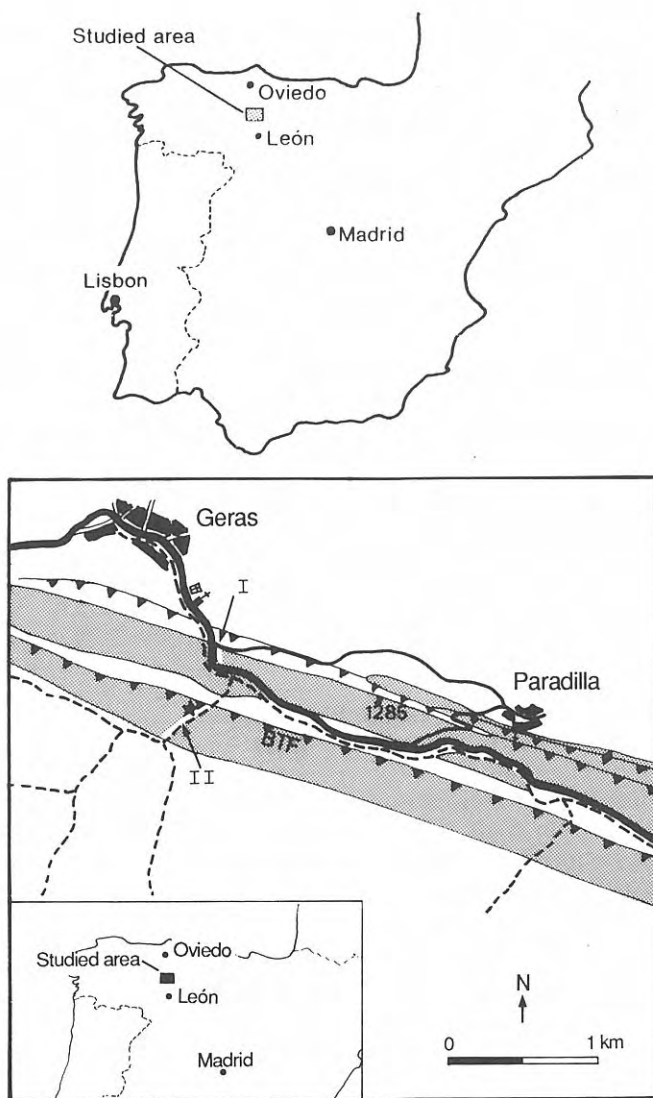 Studied area
Oviedo
León
Madrid
Lisbon
Geras
I
Paradilla
1285
BTF
II
Oviedo
Studied area
León
Madrid
N
0 1 km